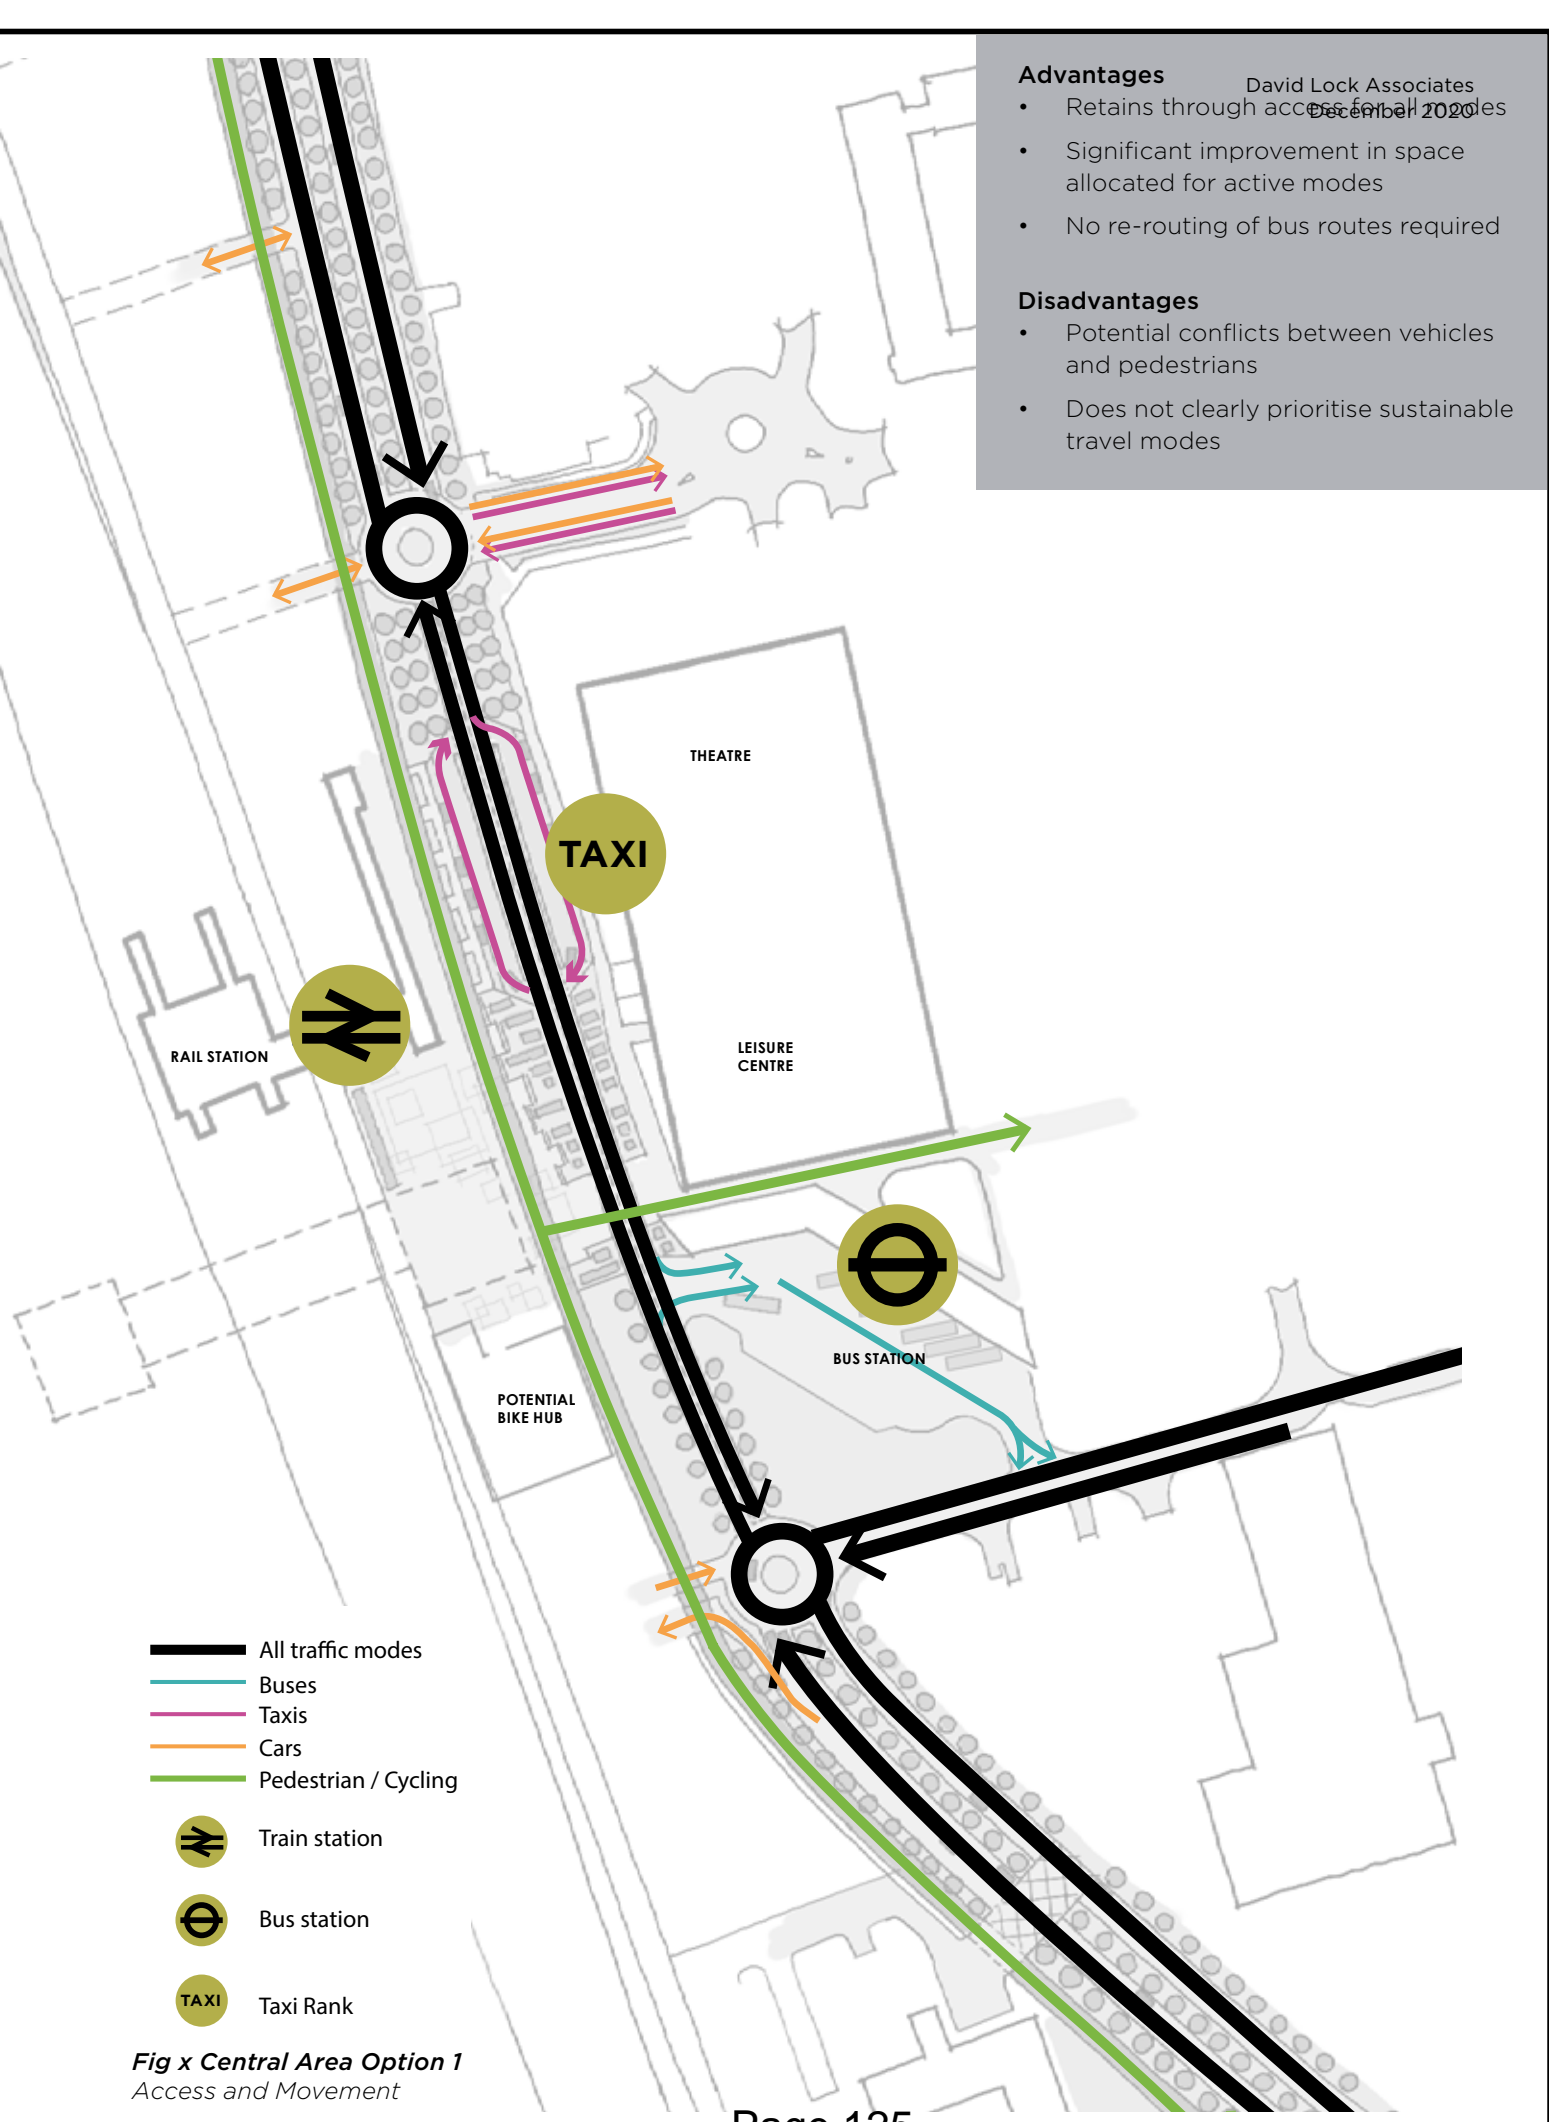 Advantages
David Lock Associates
• Retains through access for all modes
December 2020
• Significant improvement in space
allocated for active modes
• No re-routing of bus routes required
Disadvantages
• Potential conflicts between vehicles
and pedestrians
• Does not clearly prioritise sustainable
travel modes
THEATRE
TAXI
RAIL STATION
LEISURE
CENTRE
BUS STATION
POTENTIAL
BIKE HUB
All traffic modes
Buses
Taxis
Cars
Pedestrian / Cycling
Train station
Bus station
TAXI
Taxi Rank
Fig x Central Area Option 1
Access and Movement
Page 125